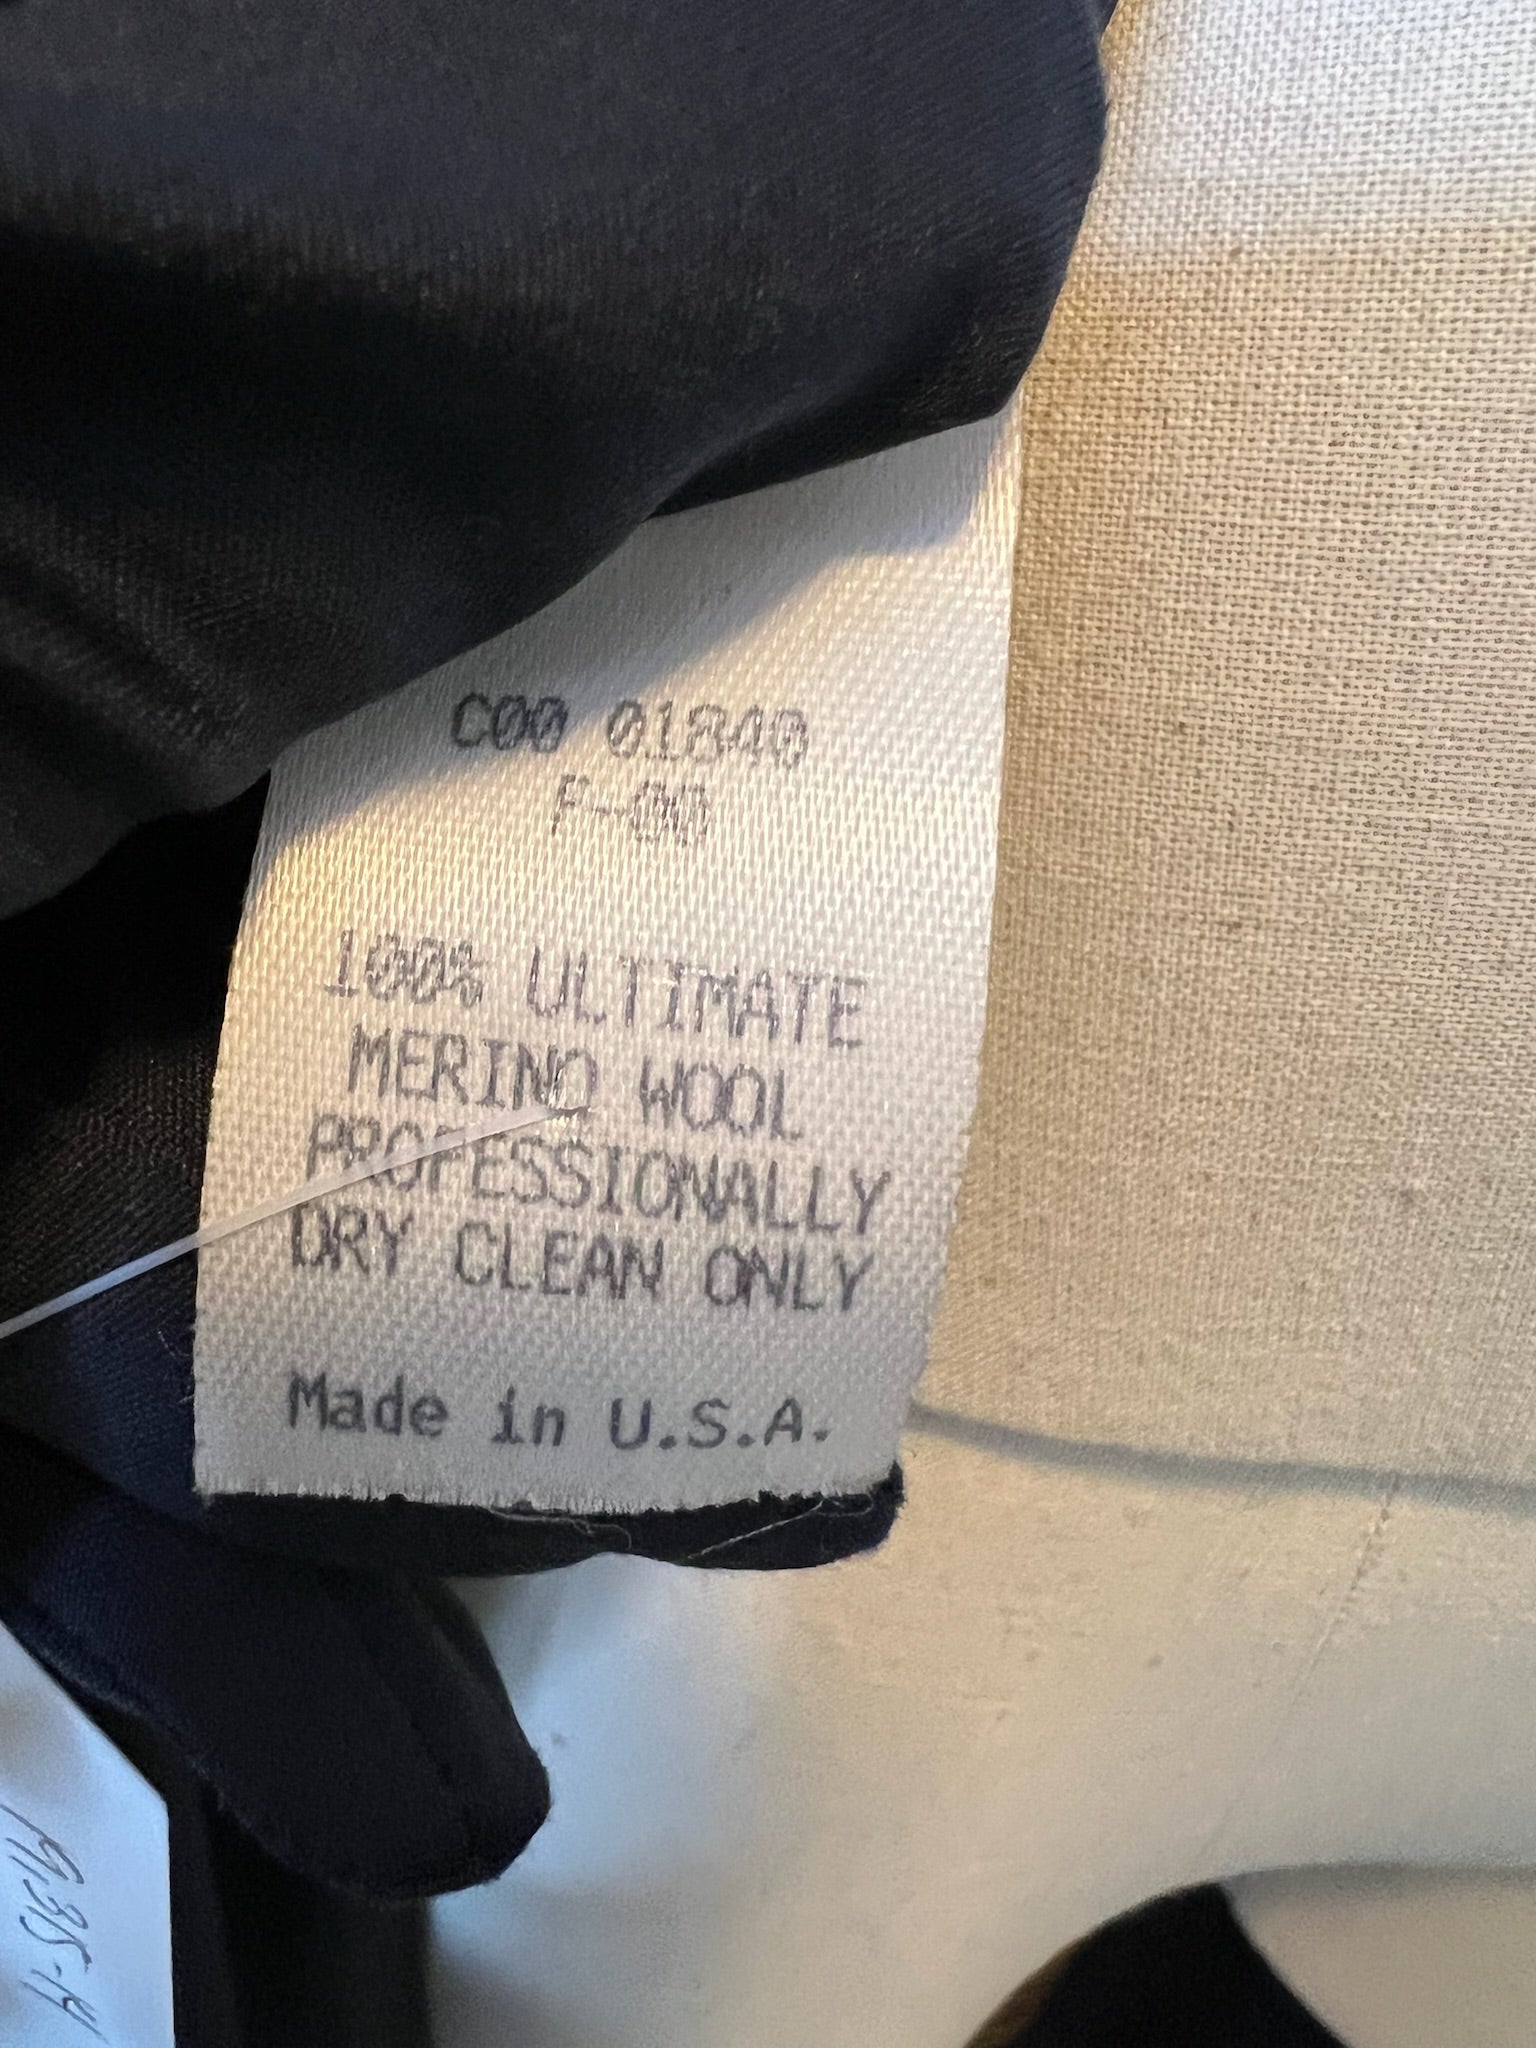 C00 01840
P-00
100% ULTIMATE
MERINO WOOL
PROFESSIONALLY
DRY CLEAN ONLY
Made in U.S.A.